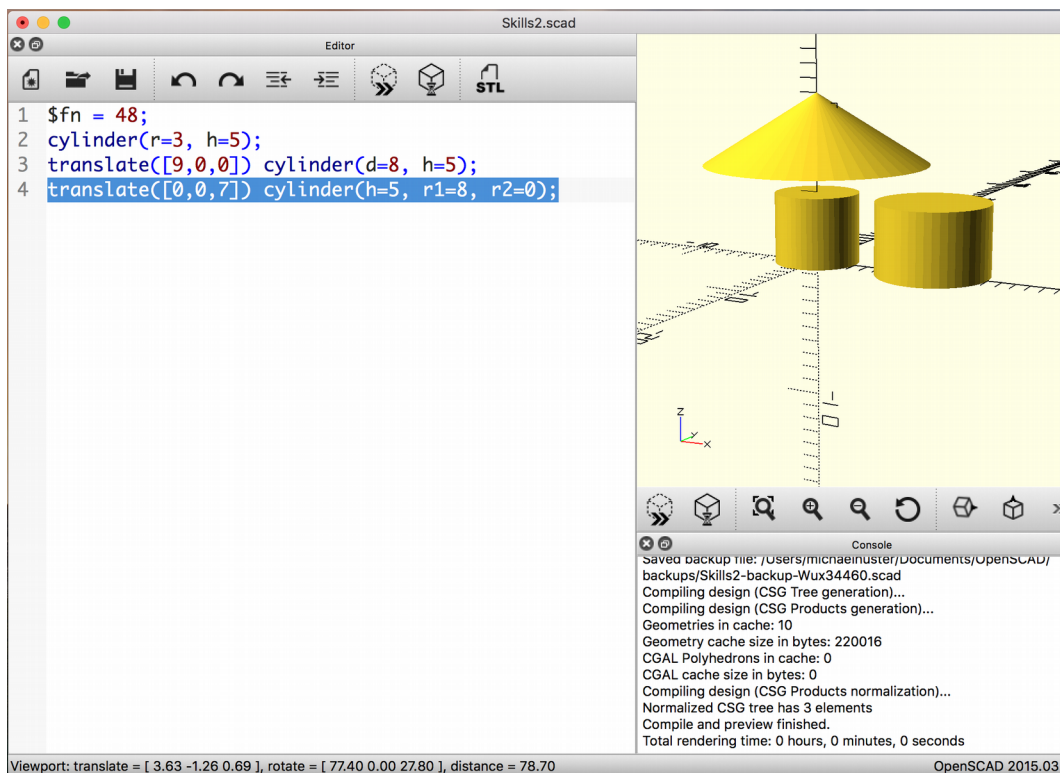 Skills2.scad
Editor
STL
1 $fn = 48;
2 cylinder(r=3, h=5);
3 translate([9,0,0]) cylinder(d=8, h=5);
4 translate([0,0,7]) cylinder(h=5, r1=8, r2=0);
Z
Y
X
Console
Saved backup file: /Users/michaelhuster/Documents/OpenSCAD/
backups/Skills2-backup-Wux34460.scad
Compiling design (CSG Tree generation)...
Compiling design (CSG Products generation)...
Geometries in cache: 10
Geometry cache size in bytes: 220016
CGAL Polyhedrons in cache: 0
CGAL cache size in bytes: 0
Compiling design (CSG Products normalization)...
Normalized CSG tree has 3 elements
Compile and preview finished.
Total rendering time: 0 hours, 0 minutes, 0 seconds
Viewport: translate = [ 3.63 -1.26 0.69 ], rotate = [ 77.40 0.00 27.80 ], distance = 78.70
OpenSCAD 2015.03